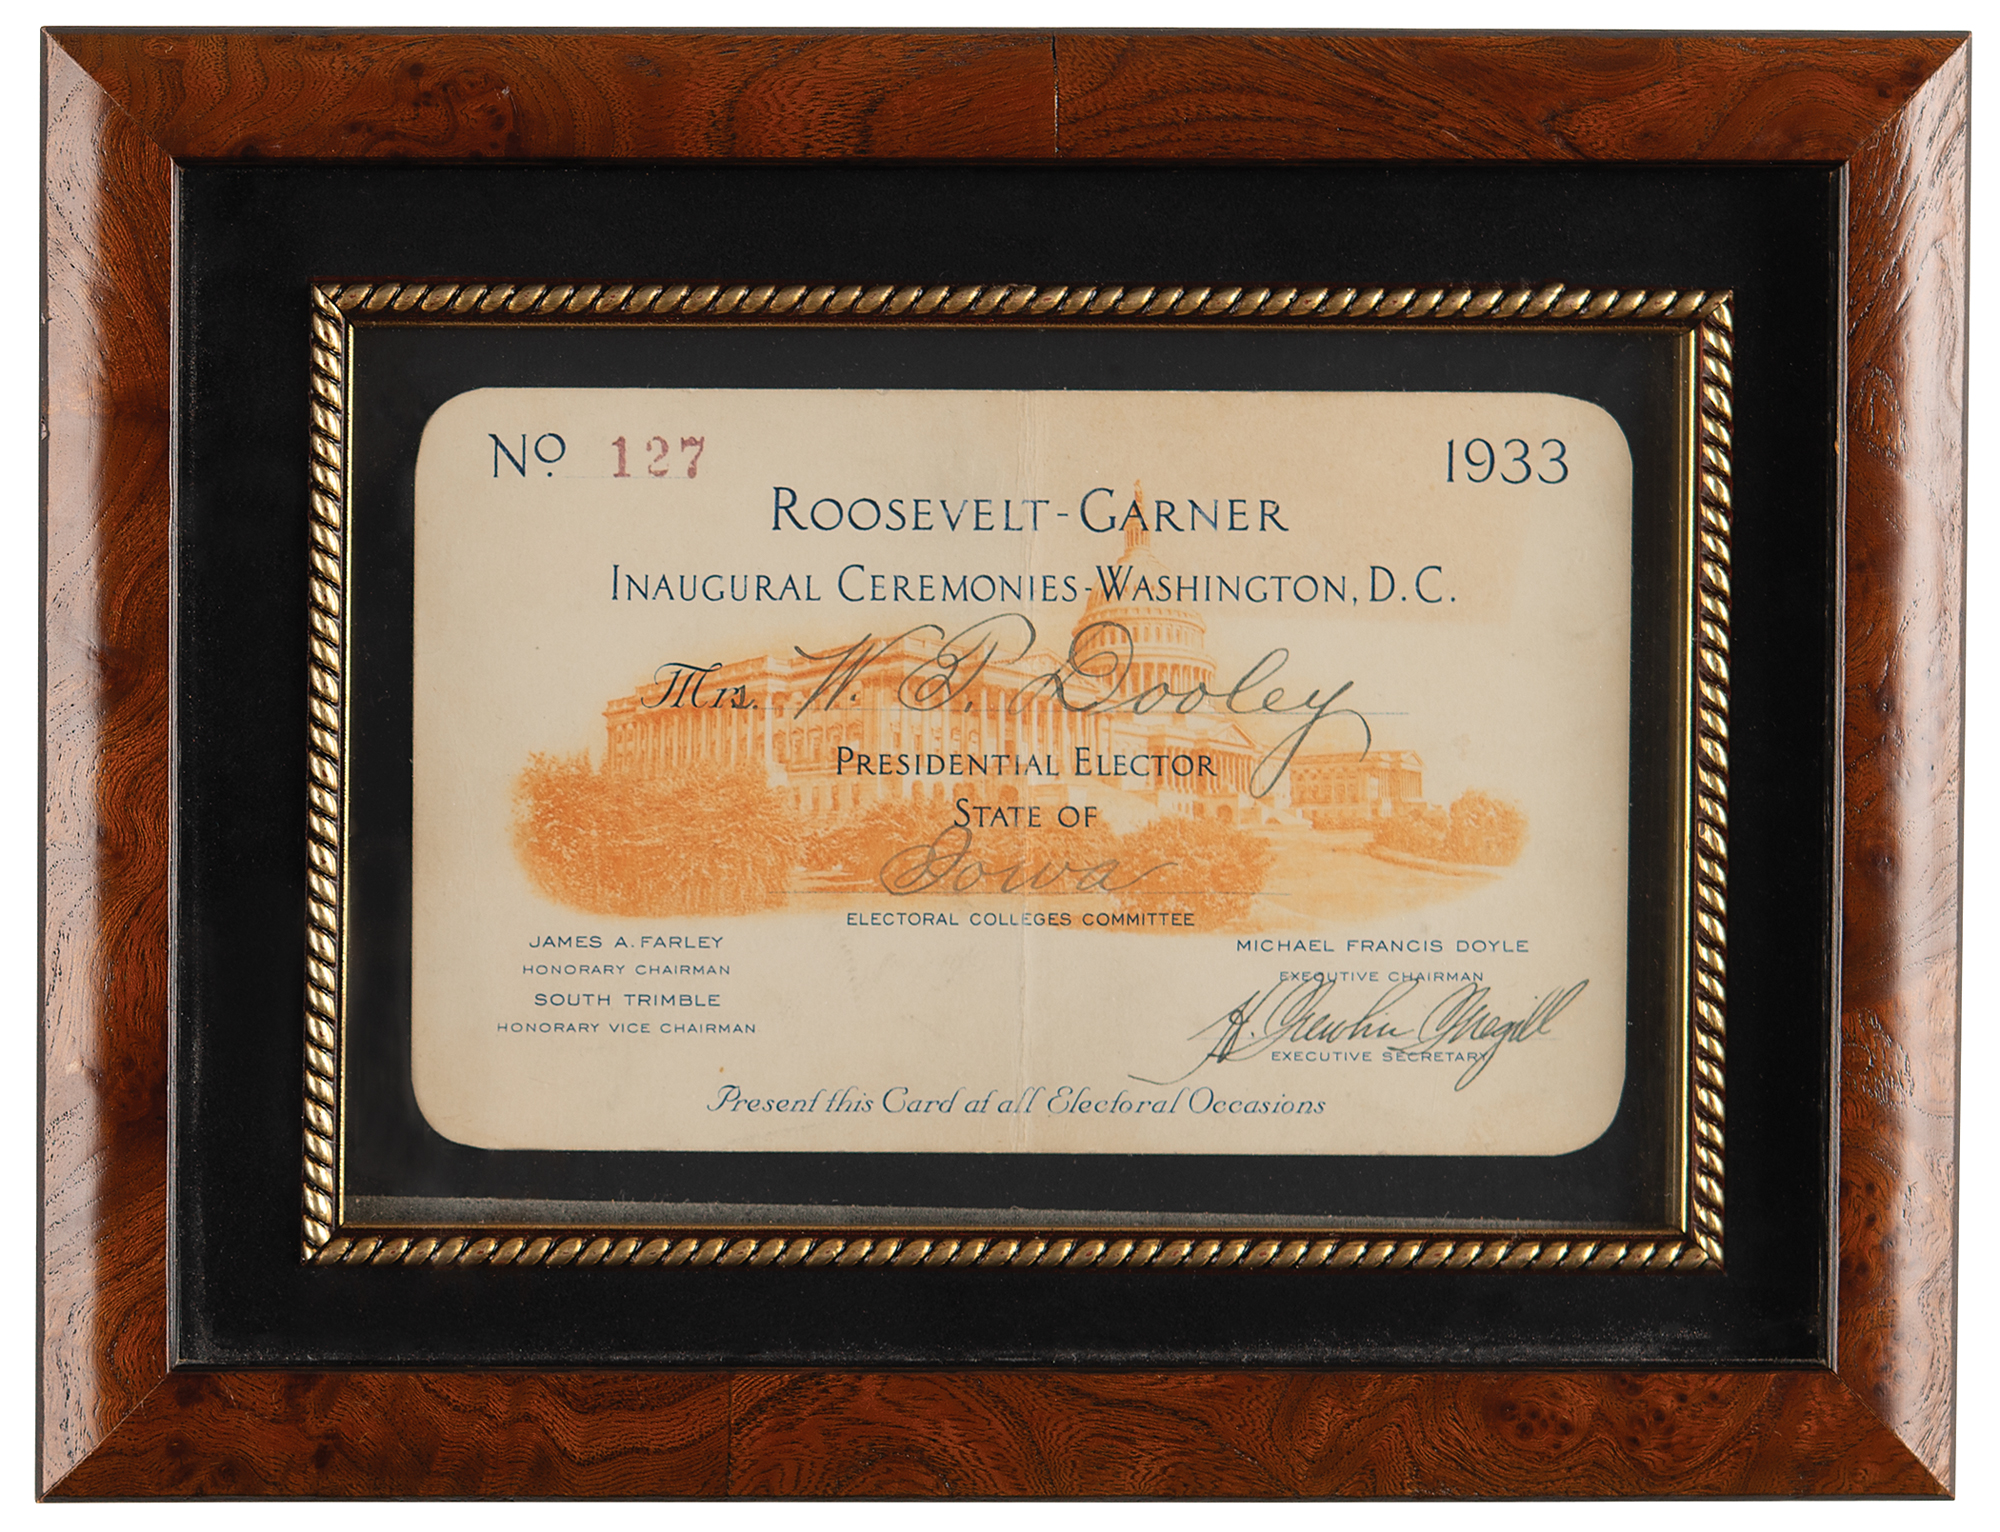 No 127
1933
ROOSEVELT-GARNER
INAUGURAL CEREMONIES-WASHINGTON, D.C.
Mrs. W. P. Dooley
PRESIDENTIAL ELECTOR
STATE OF
Iowa
ELECTORAL COLLEGES COMMITTEE
JAMES A. FARLEY
HONORARY CHAIRMAN
SOUTH TRIMBLE
HONORARY VICE CHAIRMAN
MICHAEL FRANCIS DOYLE
EXECUTIVE CHAIRMAN
H. Megill
EXECUTIVE SECRETARY
Present this Card at all Electoral Occasions